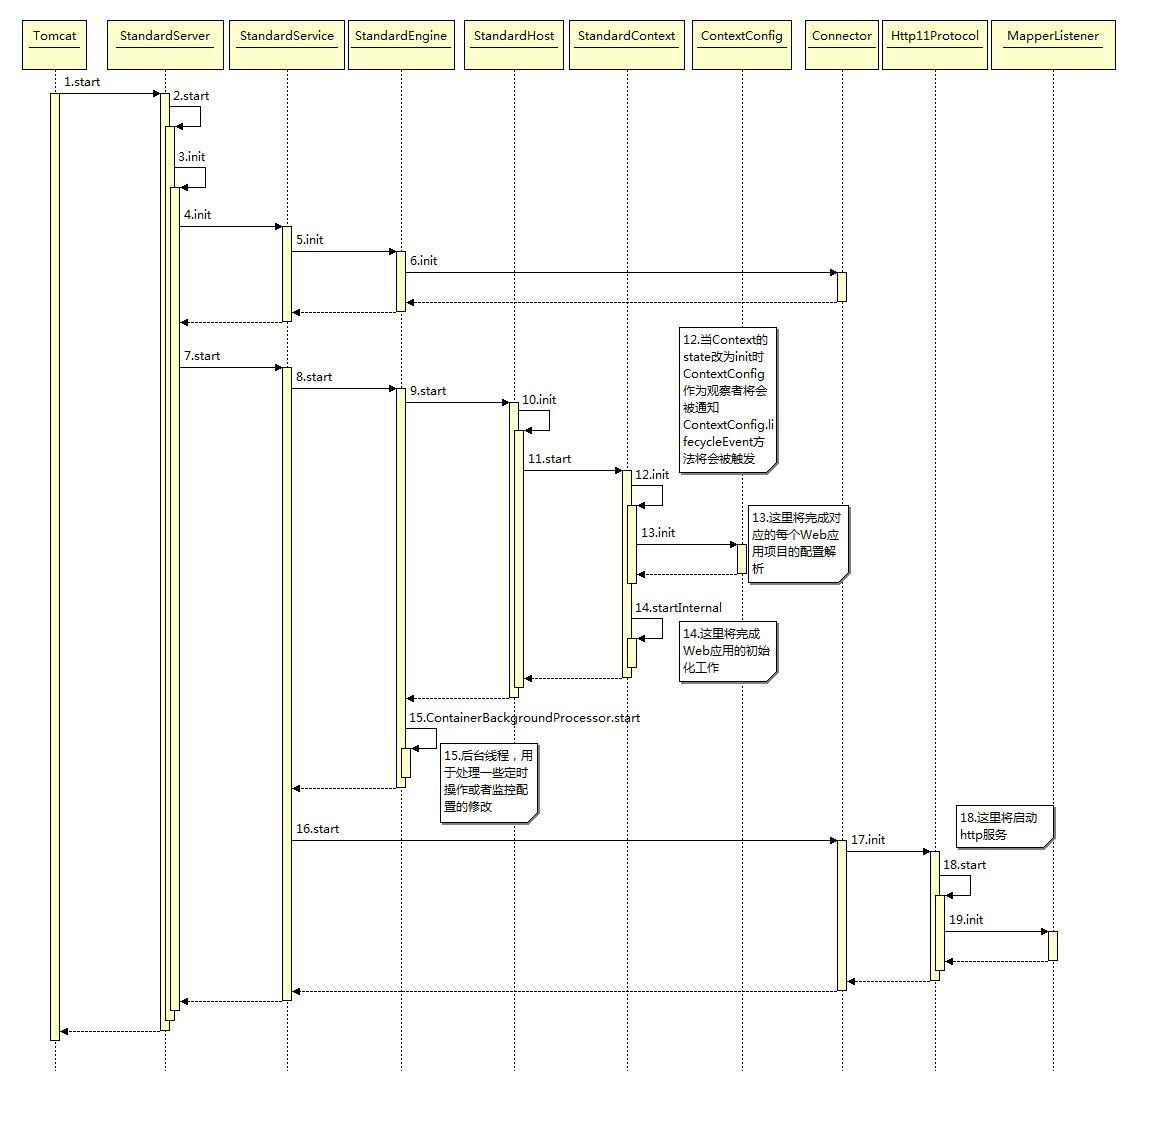 Tomcat
StandardServer
StandardService
StandardEngine
StandardHost
StandardContext
ContextConfig
Connector
Http11Protocol
MapperListener
1.start
2.start
3.init
4.init
5.init
6.init
12.当Context的
state改为init时
ContextConfig
作为观察者将会
被通知
ContextConfig.li
fecycleEvent方
法将会被触发
7.start
8.start
9.start
10.init
11.start
12.init
13.这里将完成对
应的每个Web应
用项目的配置解
析
13.init
14.startInternal
14.这里将完成
Web应用的初始
化工作
15.ContainerBackgroundProcessor.start
15.后台线程，用
于处理一些定时
操作或者监控配
置的修改
16.start
17.init
18.这里将启动
http服务
18.start
19.init